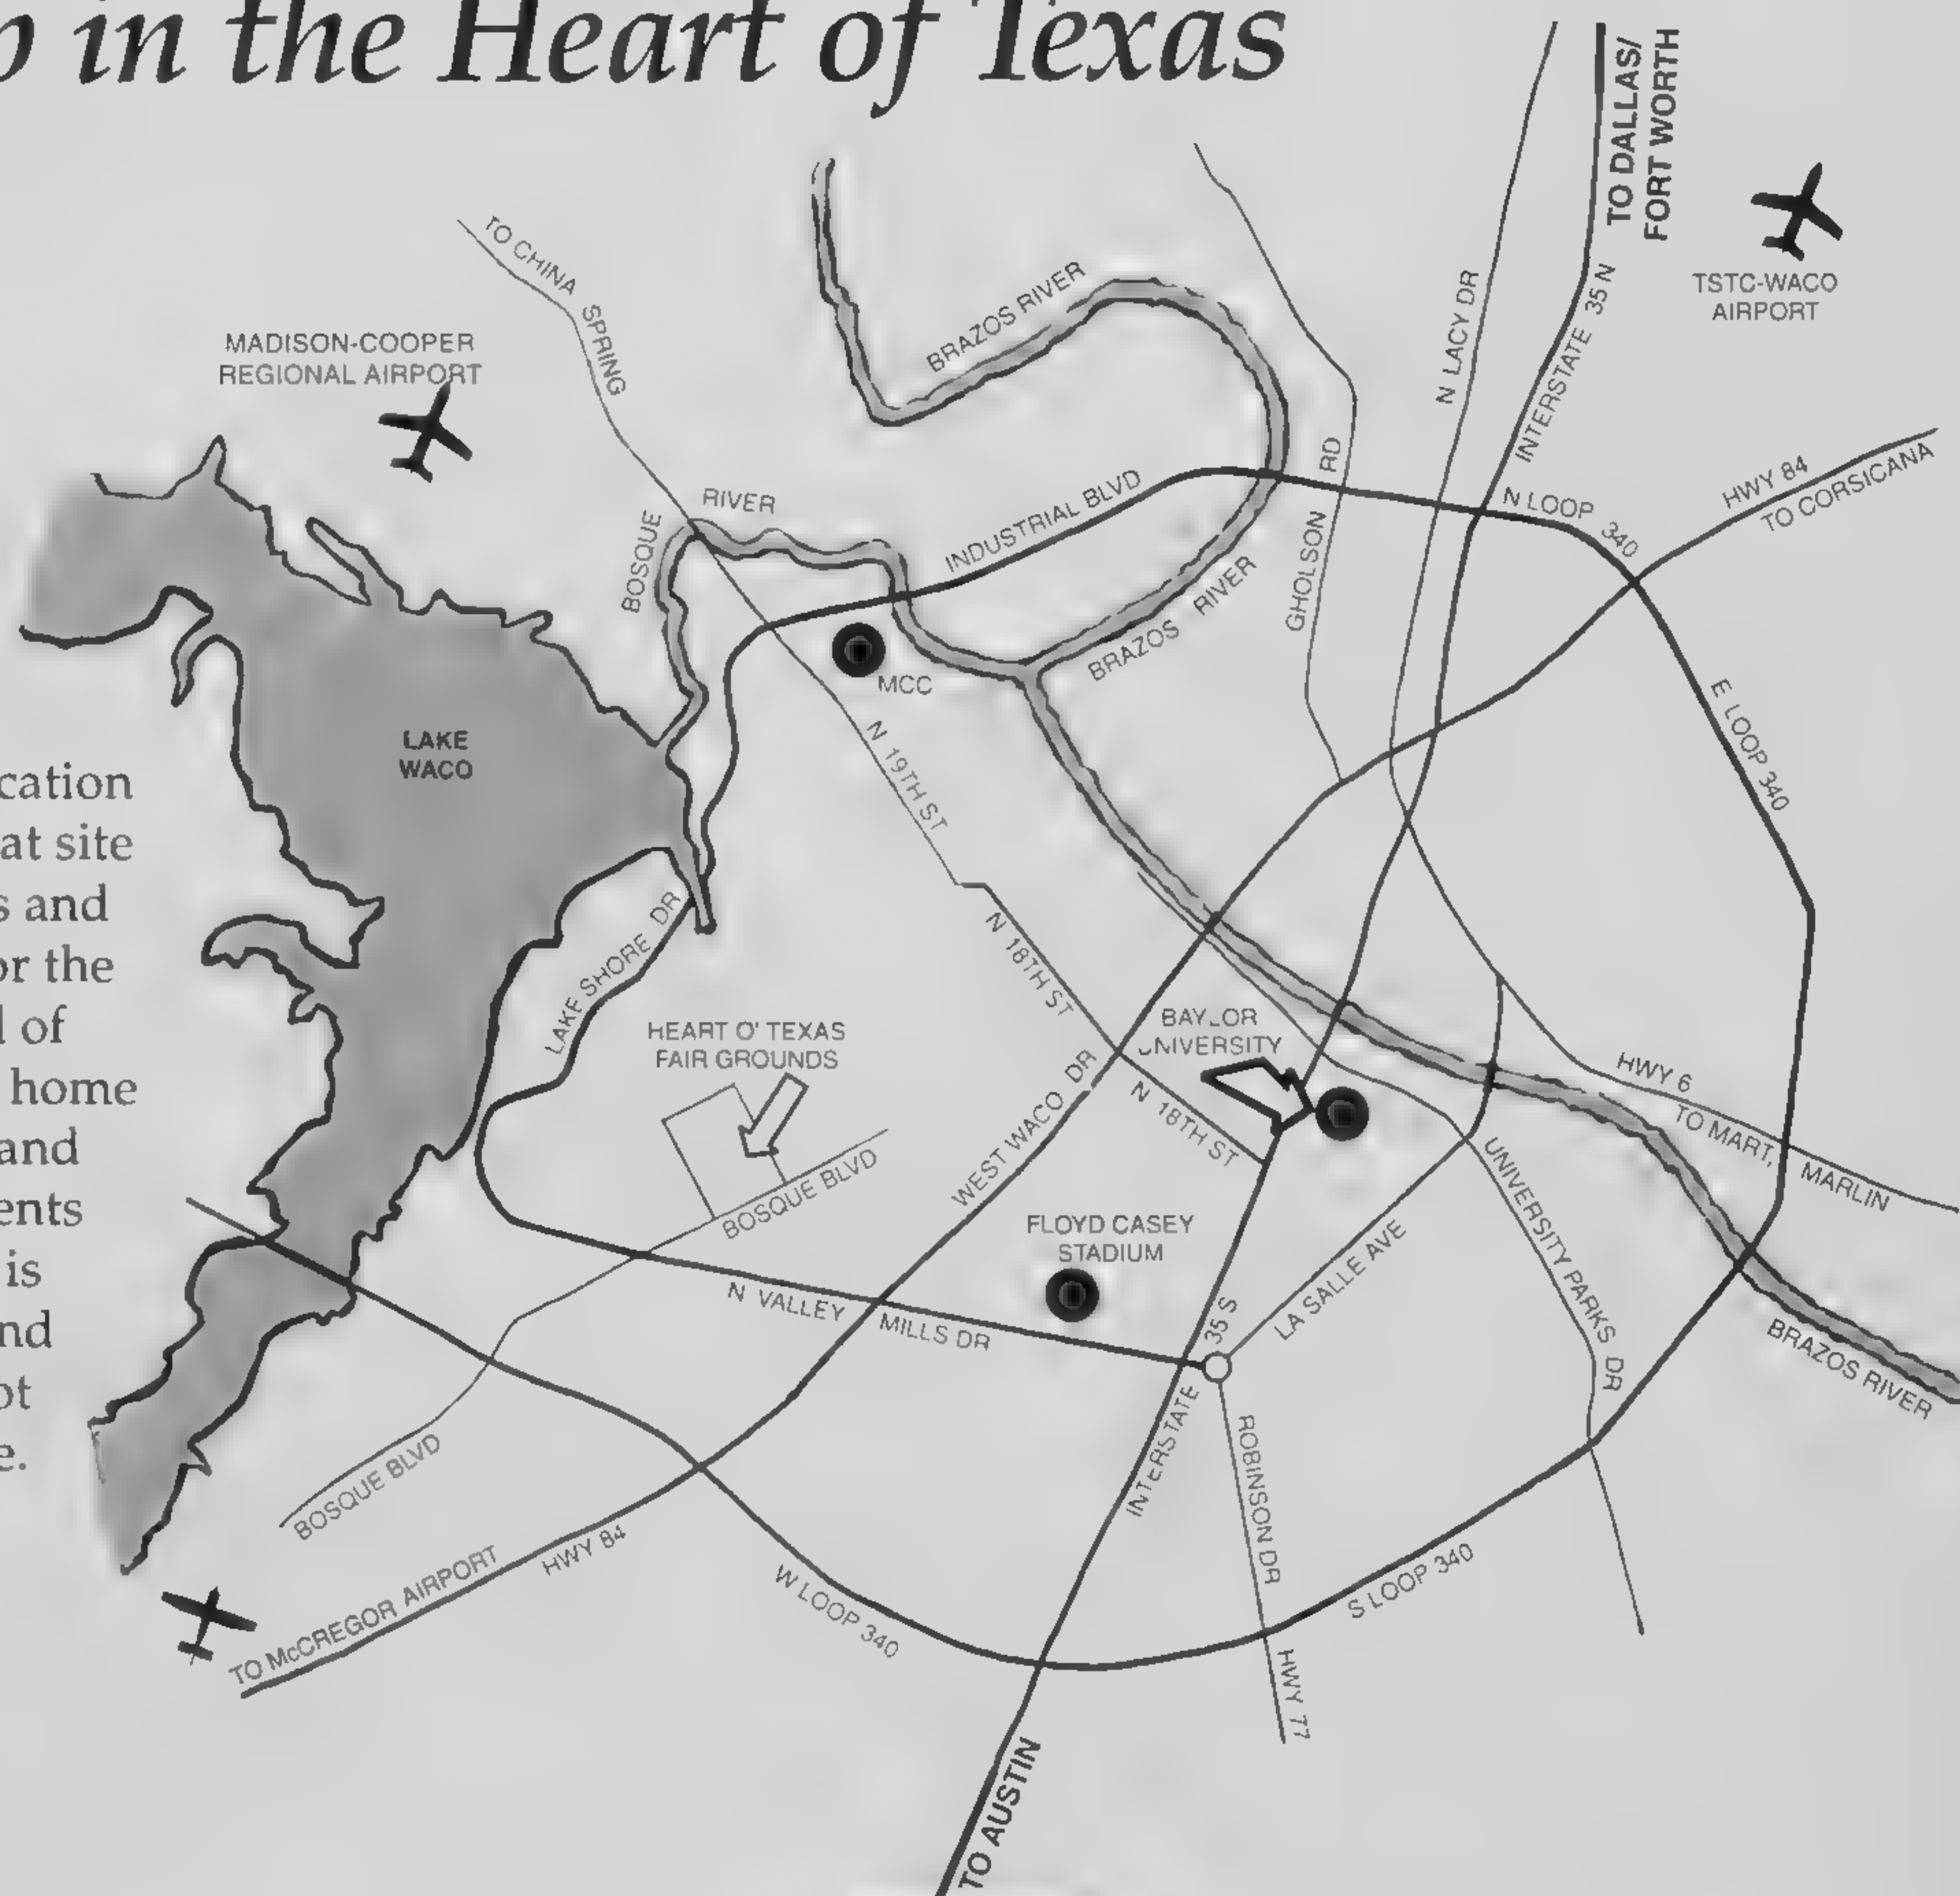 in the Heart of Texas
TO DALLAS/
FORT WORTH
TSTC-WACO
AIRPORT
INTERSTATE 35 N
N LACY DR
TO CHINA SPRING
BRAZOS RIVER
MADISON-COOPER
REGIONAL AIRPORT
HWY 84
TO CORSICANA
N LOOP 340
GHOLSON RD
INDUSTRIAL BLVD
BOSQUE RIVER
BRAZOS RIVER
MCC
E LOOP 340
LAKE
WACO
N 19TH ST
cation
at site
s and
or the
of
home
and
ents
is
nd
ot
e.
LAKE SHORE DR
N 18TH ST
HEART O' TEXAS
FAIR GROUNDS
BAYLOR
UNIVERSITY
N 18TH ST
WEST WACO DR
HWY 6
TO MART, MARLIN
BOSQUE BLVD
UNIVERSITY PARKS DR
FLOYD CASEY
STADIUM
LA SALLE AVE
N VALLEY MILLS DR
INTERSTATE 35 S
BRAZOS RIVER
ROBINSON DR
BOSQUE BLVD
HWY 84
TO McCREGOR AIRPORT
W LOOP 340
S LOOP 340
HWY 77
TO AUSTIN